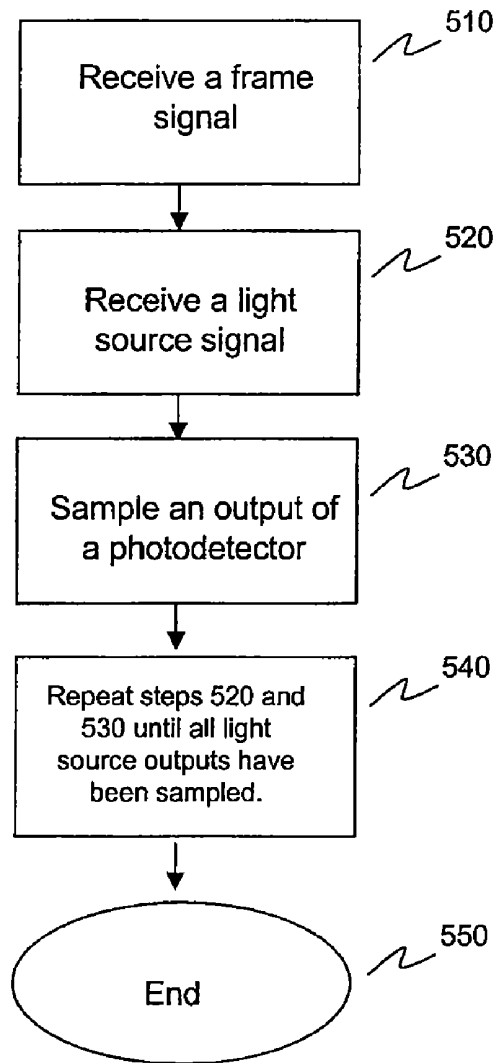 510
Receive a frame
signal
520
Receive a light
source signal
530
Sample an output of
a photodetector
540
Repeat steps 520 and
530 until all light
source outputs have
been sampled.
550
End